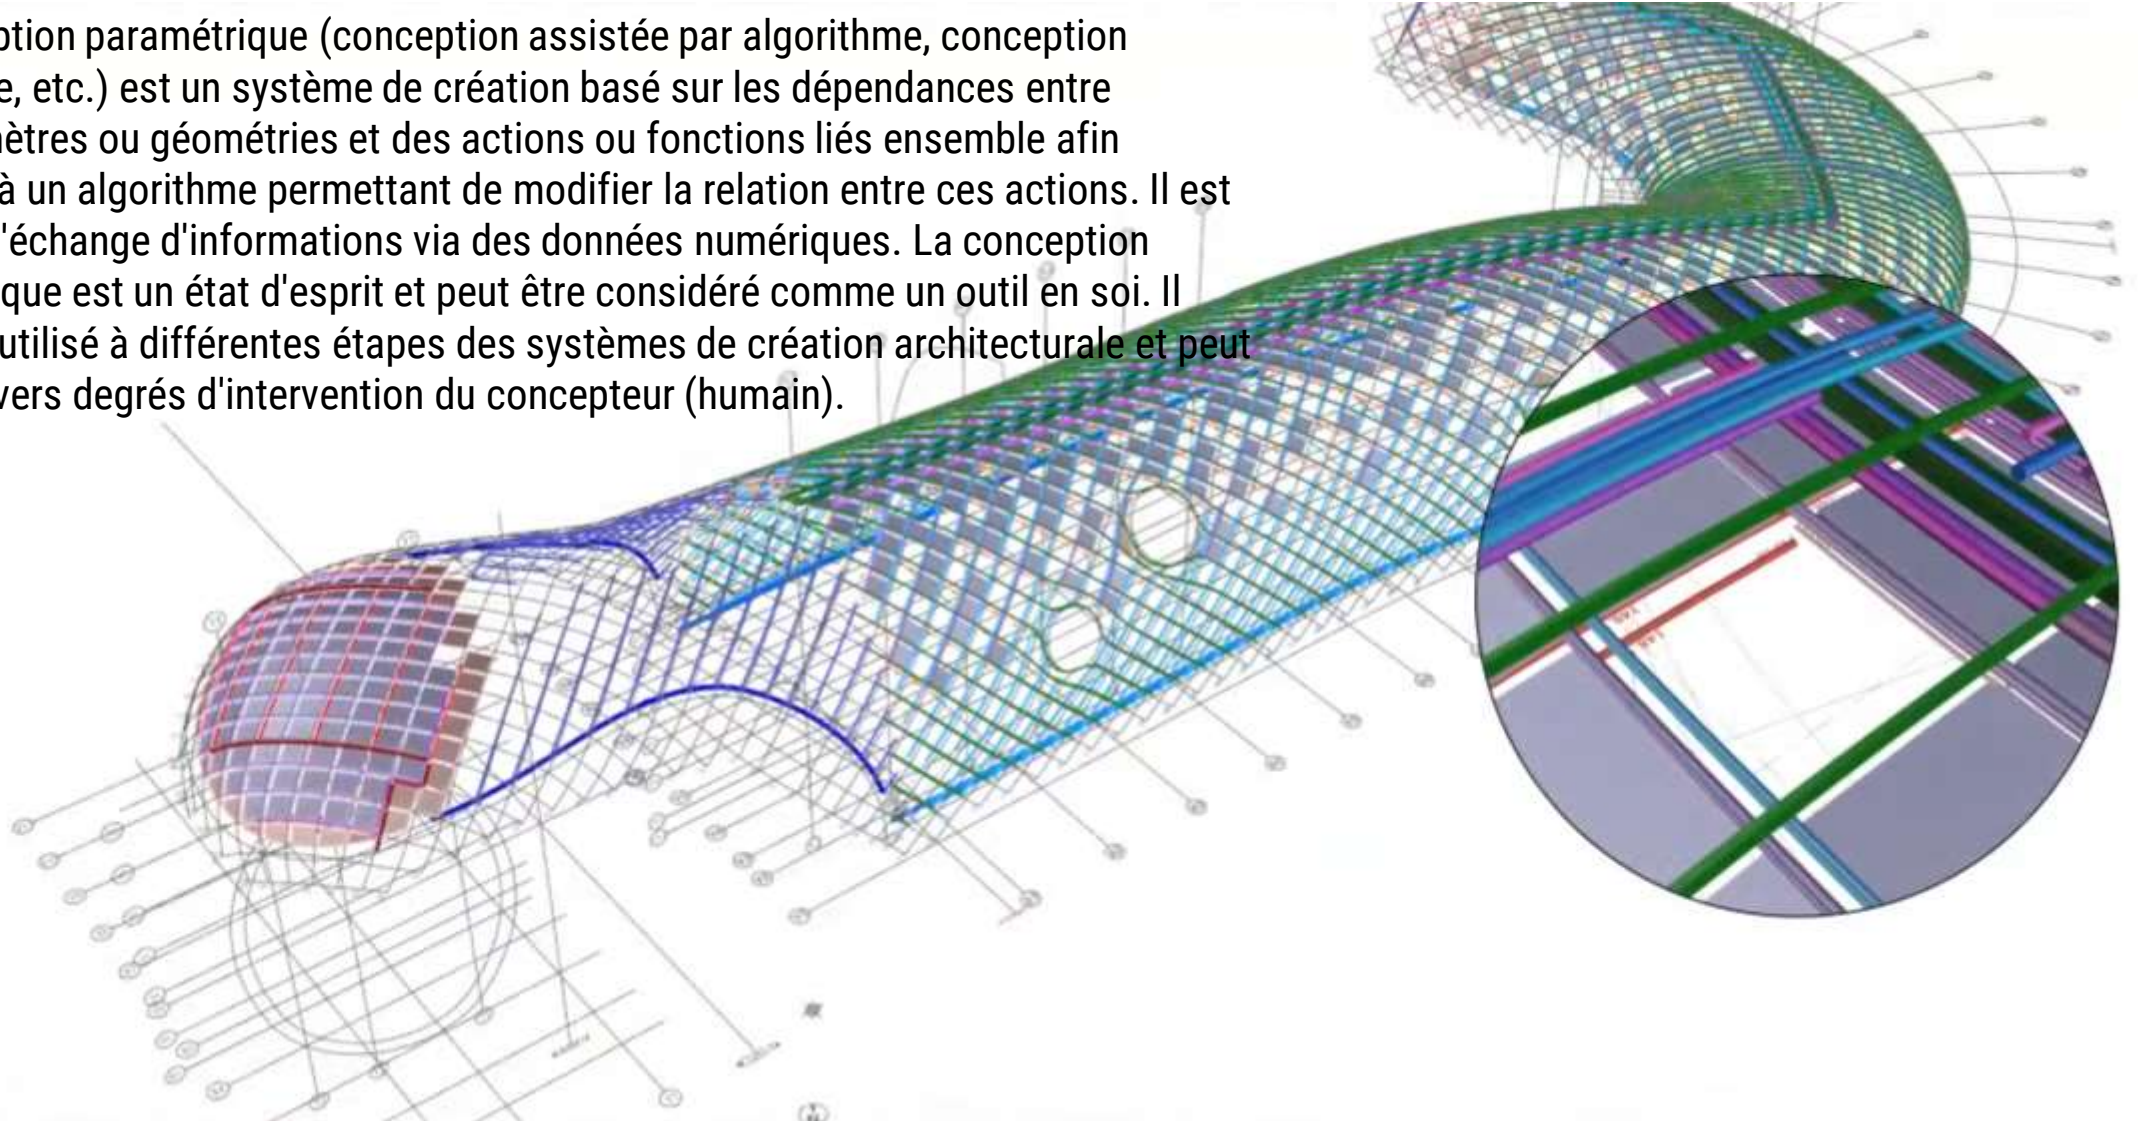 ption paramétrique (conception assistée par algorithme, conception
e, etc.) est un système de création basé sur les dépendances entre
nètres ou géométries et des actions ou fonctions liés ensemble afin
à un algorithme permettant de modifier la relation entre ces actions. Il est
'échange d'informations via des données numériques. La conception
que est un état d'esprit et peut être considéré comme un outil en soi. Il
utilisé à différentes étapes des systèmes de création architecturale et peut
vers degrés d'intervention du concepteur (humain).